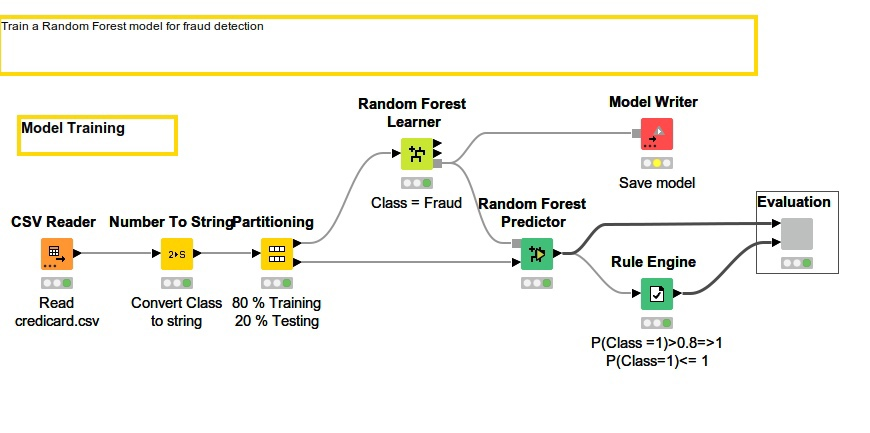 Train a Random Forest model for fraud detection
Model Training
Random Forest
Learner
Class = Fraud
Model Writer
Save model
CSV Reader
Read
credicard.csv
Number To String
2▸S
Convert Class
to string
Partitioning
80 % Training
20 % Testing
Random Forest
Predictor
Rule Engine
P(Class =1)>0.8=>1
P(Class=1)<= 1
Evaluation